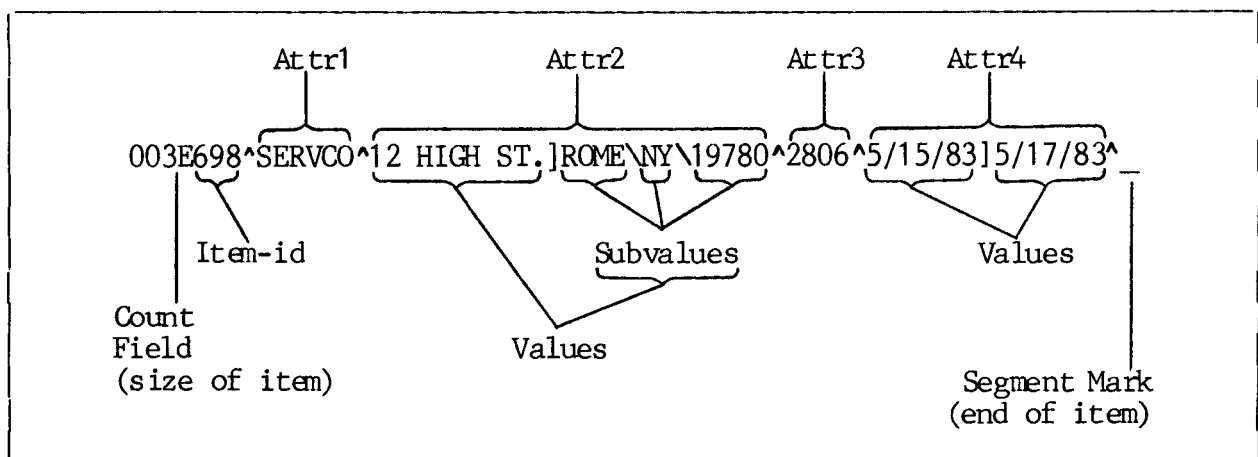 Attr1 Attr2 Attr3 Attr4
003E698^SERVCO^12 HIGH ST.]ROME\NY\19780^2806^5/15/83]5/17/83^_
Item-id Subvalues Values
Count
Field Values
(size of item) Segment Mark
(end of item)